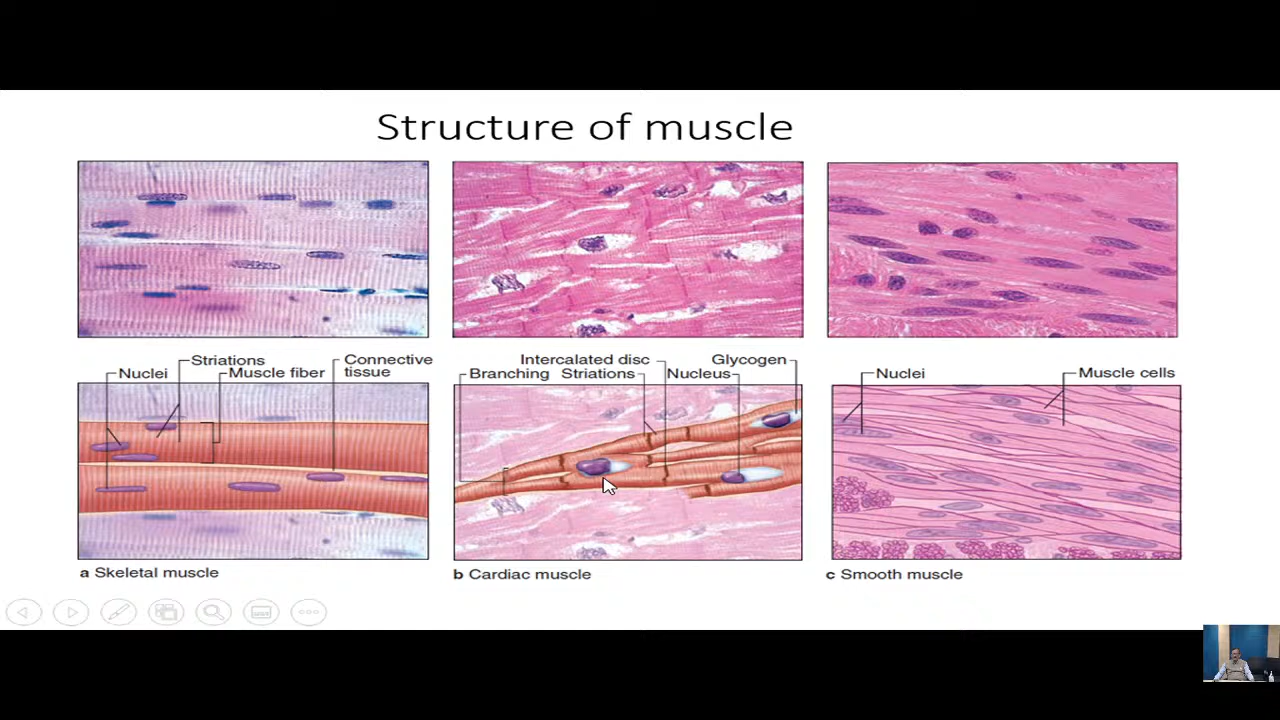 Structure of muscle
Nuclei
Striations
Muscle fiber
Connective
tissue
Branching
Striations
Intercalated disc
Nucleus
Glycogen
Nuclei
Muscle cells
a Skeletal muscle
b Cardiac muscle
c Smooth muscle